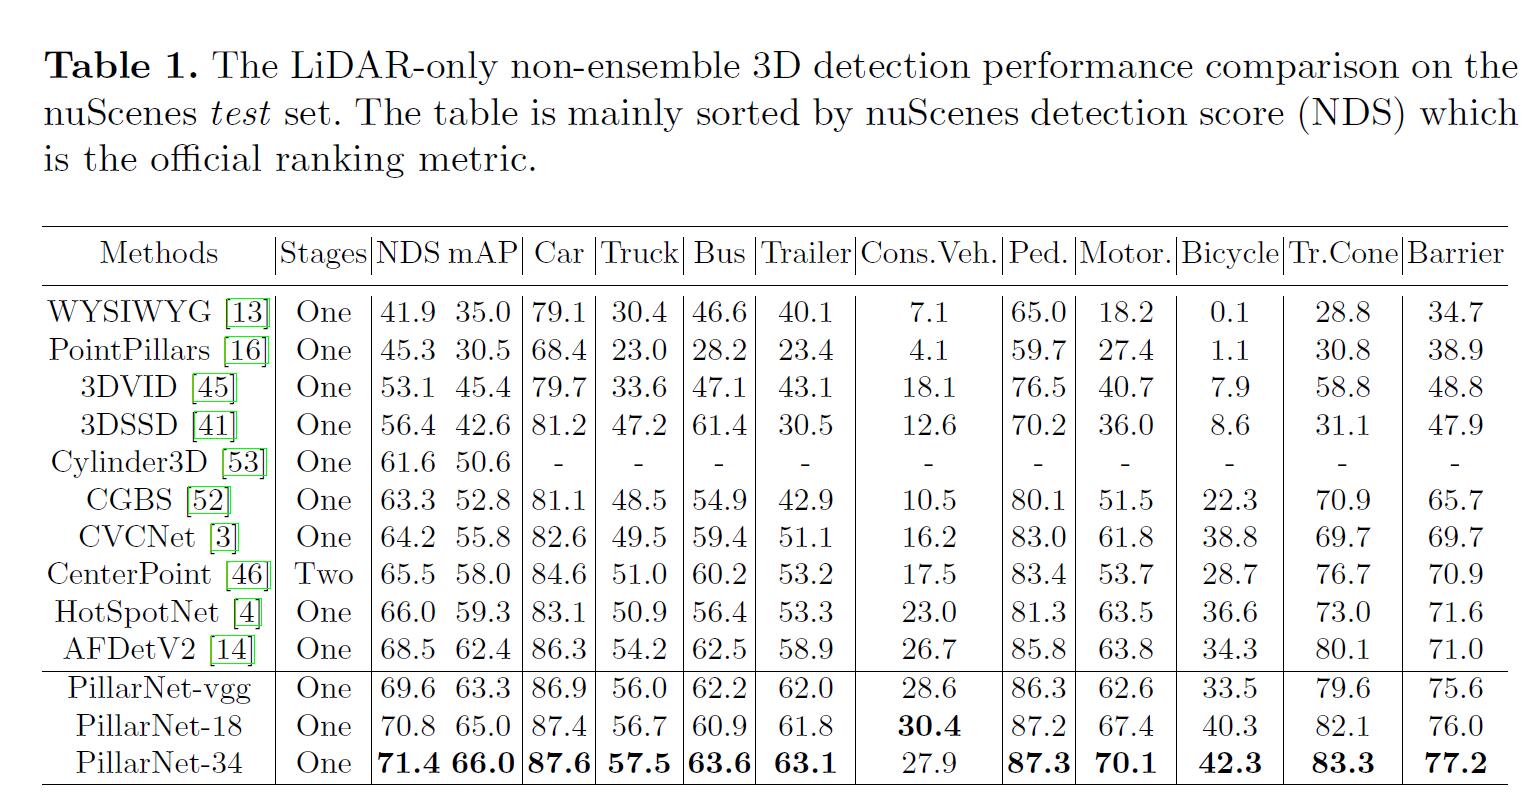 Table 1. The LiDAR-only non-ensemble 3D detection performance comparison on the
nuScenes test set. The table is mainly sorted by nuScenes detection score (NDS) which
is the official ranking metric.
Methods Stages NDS mAP Car Truck Bus Trailer Cons.Veh. Ped. Motor. Bicycle Tr.Cone Barrier
WYSIWYG [13] One 41.9 35.0 79.1 30.4 46.6 40.1 7.1 65.0 18.2 0.1 28.8 34.7
PointPillars [16] One 45.3 30.5 68.4 23.0 28.2 23.4 4.1 59.7 27.4 1.1 30.8 38.9
3DVID [45] One 53.1 45.4 79.7 33.6 47.1 43.1 18.1 76.5 40.7 7.9 58.8 48.8
3DSSD [41] One 56.4 42.6 81.2 47.2 61.4 30.5 12.6 70.2 36.0 8.6 31.1 47.9
Cylinder3D [53] One 61.6 50.6 - - - - - - - - - -
CGBS [52] One 63.3 52.8 81.1 48.5 54.9 42.9 10.5 80.1 51.5 22.3 70.9 65.7
CVCNet [3] One 64.2 55.8 82.6 49.5 59.4 51.1 16.2 83.0 61.8 38.8 69.7 69.7
CenterPoint [46] Two 65.5 58.0 84.6 51.0 60.2 53.2 17.5 83.4 53.7 28.7 76.7 70.9
HotSpotNet [4] One 66.0 59.3 83.1 50.9 56.4 53.3 23.0 81.3 63.5 36.6 73.0 71.6
AFDetV2 [14] One 68.5 62.4 86.3 54.2 62.5 58.9 26.7 85.8 63.8 34.3 80.1 71.0
PillarNet-vgg One 69.6 63.3 86.9 56.0 62.2 62.0 28.6 86.3 62.6 33.5 79.6 75.6
PillarNet-18 One 70.8 65.0 87.4 56.7 60.9 61.8 30.4 87.2 67.4 40.3 82.1 76.0
PillarNet-34 One 71.4 66.0 87.6 57.5 63.6 63.1 27.9 87.3 70.1 42.3 83.3 77.2